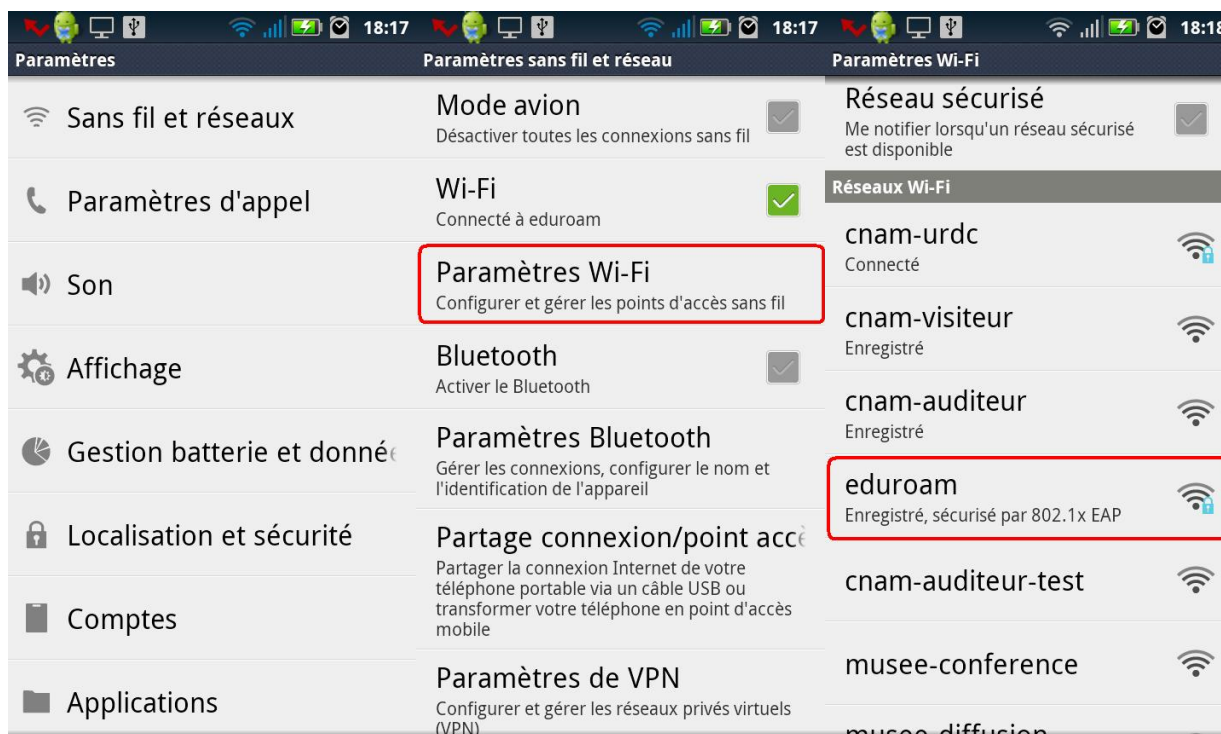 18:17
Paramètres
Sans fil et réseaux
Paramètres d'appel
Son
Affichage
Gestion batterie et donné
Localisation et sécurité
Comptes
Applications
18:17
Paramètres sans fil et réseau
Mode avion
Désactiver toutes les connexions sans fil
Wi-Fi
Connecté à eduroam
Paramètres Wi-Fi
Configurer et gérer les points d'accès sans fil
Bluetooth
Activer le Bluetooth
Paramètres Bluetooth
Gérer les connexions, configurer le nom et
l'identification de l'appareil
Partage connexion/point accè
Partager la connexion Internet de votre
téléphone portable via un câble USB ou
transformer votre téléphone en point d'accès
mobile
Paramètres de VPN
Configurer et gérer les réseaux privés virtuels
(VPN)
18:18
Paramètres Wi-Fi
Réseau sécurisé
Me notifier lorsqu'un réseau sécurisé
est disponible
Réseaux Wi-Fi
cnam-urdc
Connecté
cnam-visiteur
Enregistré
cnam-auditeur
Enregistré
eduroam
Enregistré, sécurisé par 802.1x EAP
cnam-auditeur-test
musee-conference
musee-diffusion